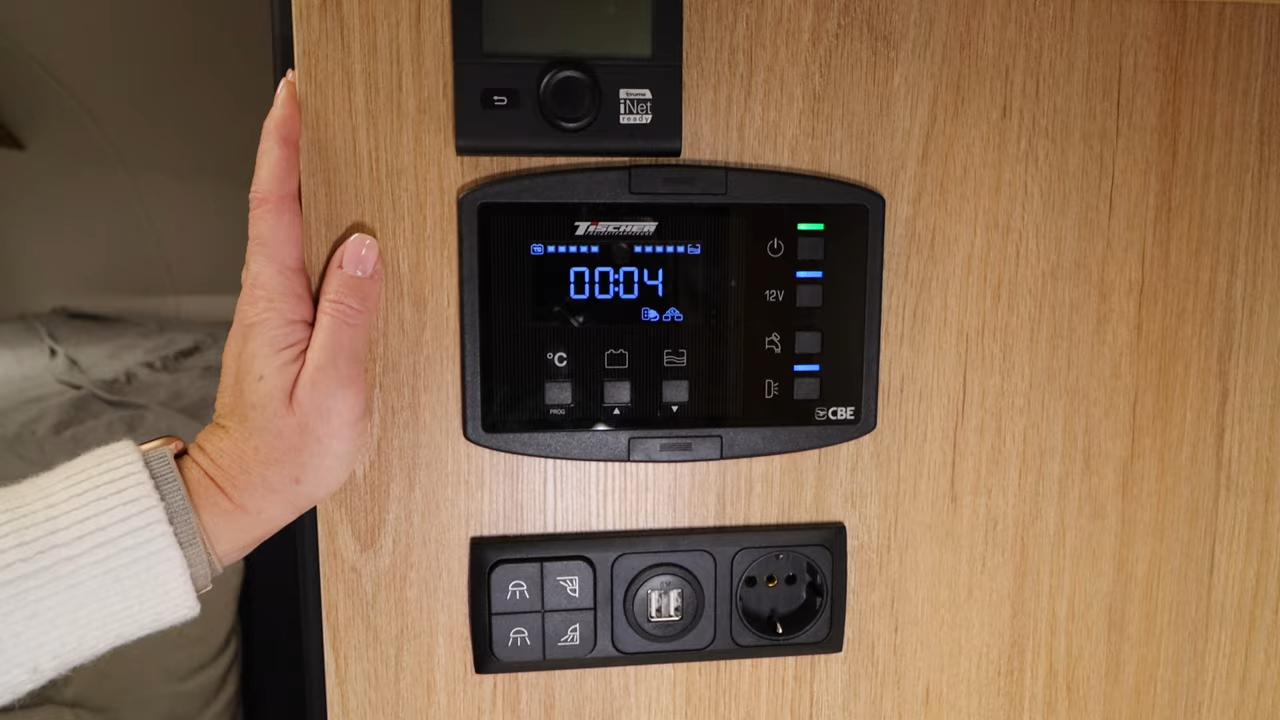 truma
iNet
ready
TISCHER
00:04
12V
°C
PROG
CBE